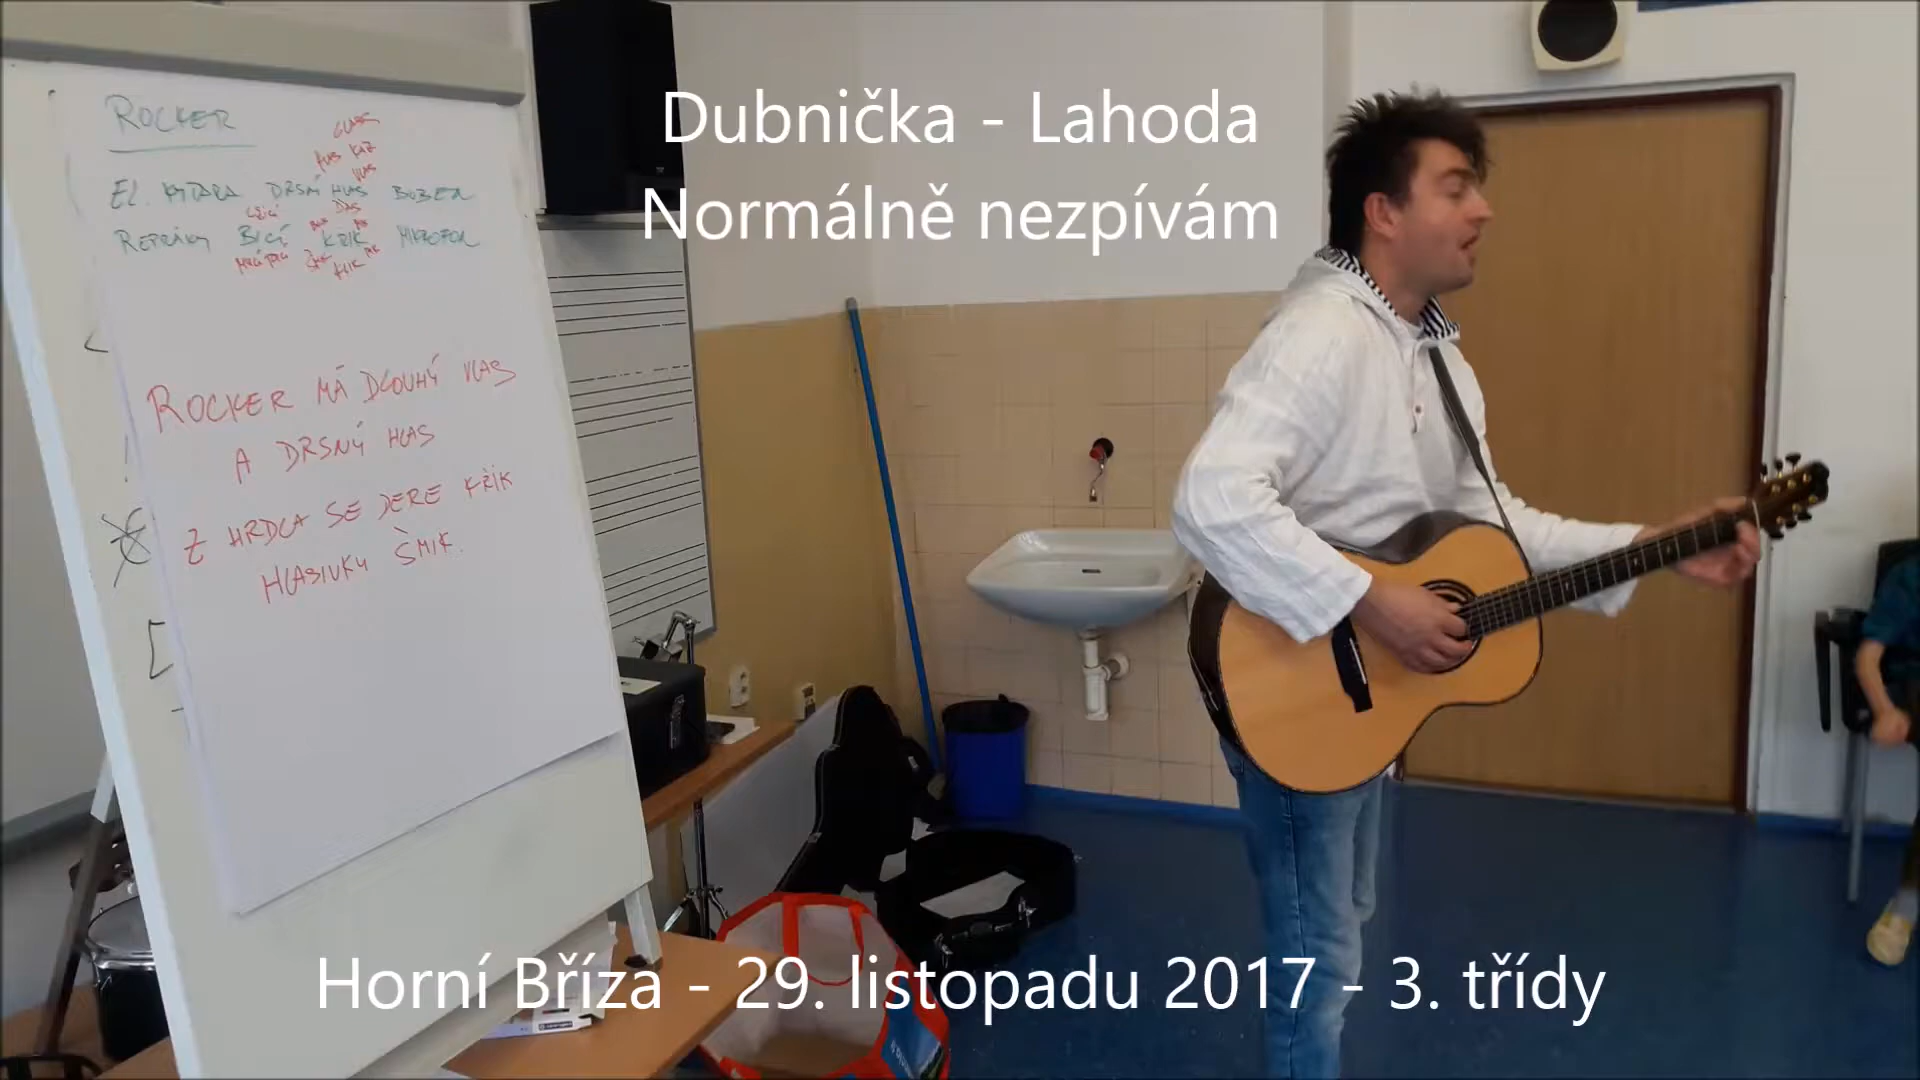 Dubnička - Lahoda
Normálně nezpívám
ROCKER
EL. KYTARA DRSNÝ HLAS BUBEN
REPRÁKY BICÍ KŘIK MIKROFON
ROCKER MÁ DLOUHÝ VLAS
A DRSNÝ HLAS
Z HRDLA SE DERE KŘIK
HLASIVKY ŠMIK.
Horní Bříza - 29. listopadu 2017 - 3. třídy